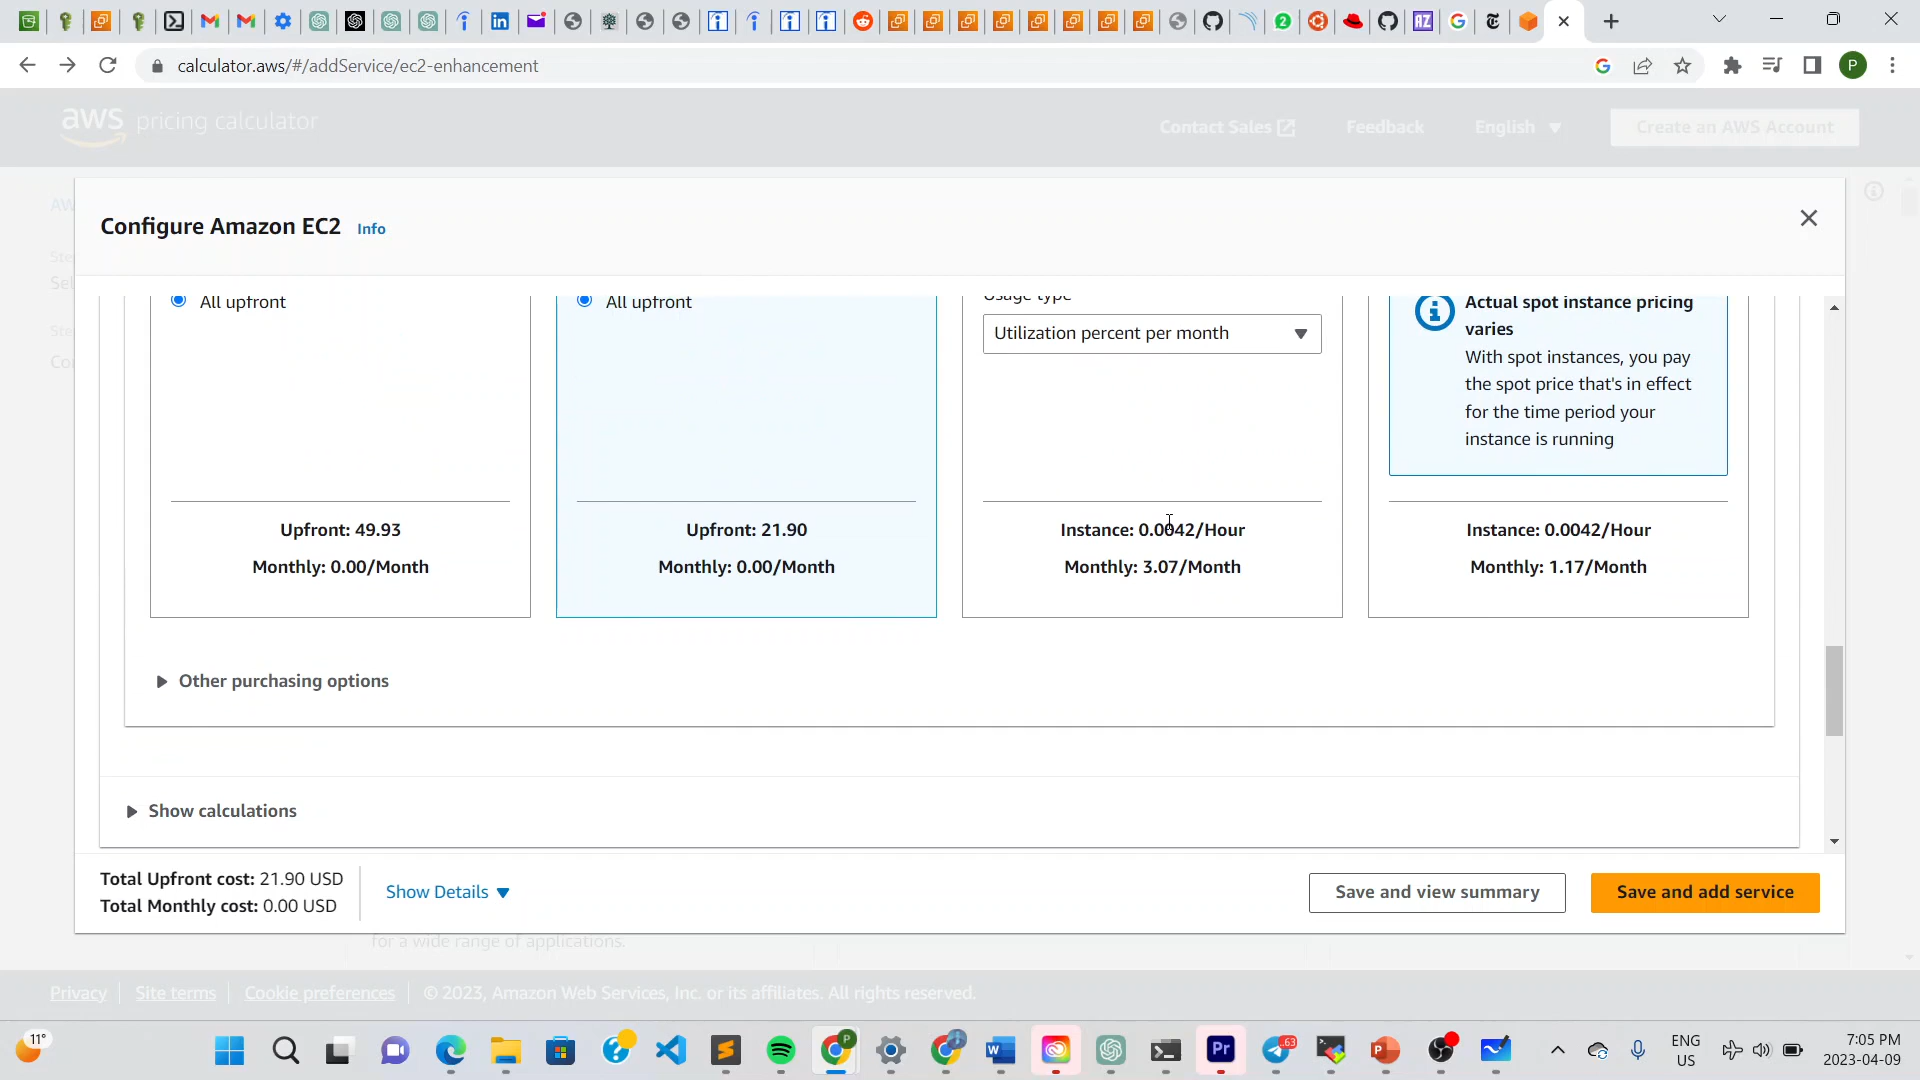 calculator.aws/#/addService/ec2-enhancement
P
aws pricing calculator
Contact Sales
Feedback
English
Create an AWS Account
Configure Amazon EC2 Info
All upfront
Upfront: 49.93
Monthly: 0.00/Month
All upfront
Upfront: 21.90
Monthly: 0.00/Month
Usage type
Utilization percent per month
Instance: 0.0042/Hour
Monthly: 3.07/Month
Actual spot instance pricing
varies
With spot instances, you pay
the spot price that's in effect
for the time period your
instance is running
Instance: 0.0042/Hour
Monthly: 1.17/Month
Other purchasing options
Show calculations
Total Upfront cost: 21.90 USD
Total Monthly cost: 0.00 USD
Show Details
Save and view summary
Save and add service
for a wide range of applications.
Privacy
Site terms
Cookie preferences
© 2023, Amazon Web Services, Inc. or its affiliates. All rights reserved.
11°
ENG
US
7:05 PM
2023-04-09